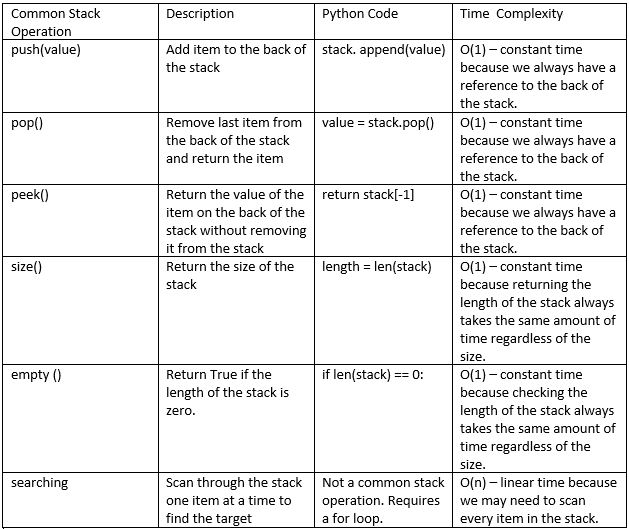 Common Stack
Operation
Description
Python Code
Time  Complexity
push(value)
Add item to the back of
the stack
stack. append(value)
O(1) – constant time
because we always have a
reference to the back of
the stack.
pop()
Remove last item from
the back of the stack
and return the item
value = stack.pop()
O(1) – constant time
because we always have a
reference to the back of
the stack.
peek()
Return the value of the
item on the back of the
stack without removing
it from the stack
return stack[-1]
O(1) – constant time
because we always have a
reference to the back of
the stack.
size()
Return the size of the
stack
length = len(stack)
O(1) – constant time
because returning the
length of the stack always
takes the same amount of
time regardless of the
size.
empty ()
Return True if the
length of the stack is
zero.
if len(stack) == 0:
O(1) – constant time
because checking the
length of the stack always
takes the same amount of
time regardless of the
size.
searching
Scan through the stack
one item at a time to
find the target
Not a common stack
operation. Requires
a for loop.
O(n) – linear time because
we may need to scan
every item in the stack.